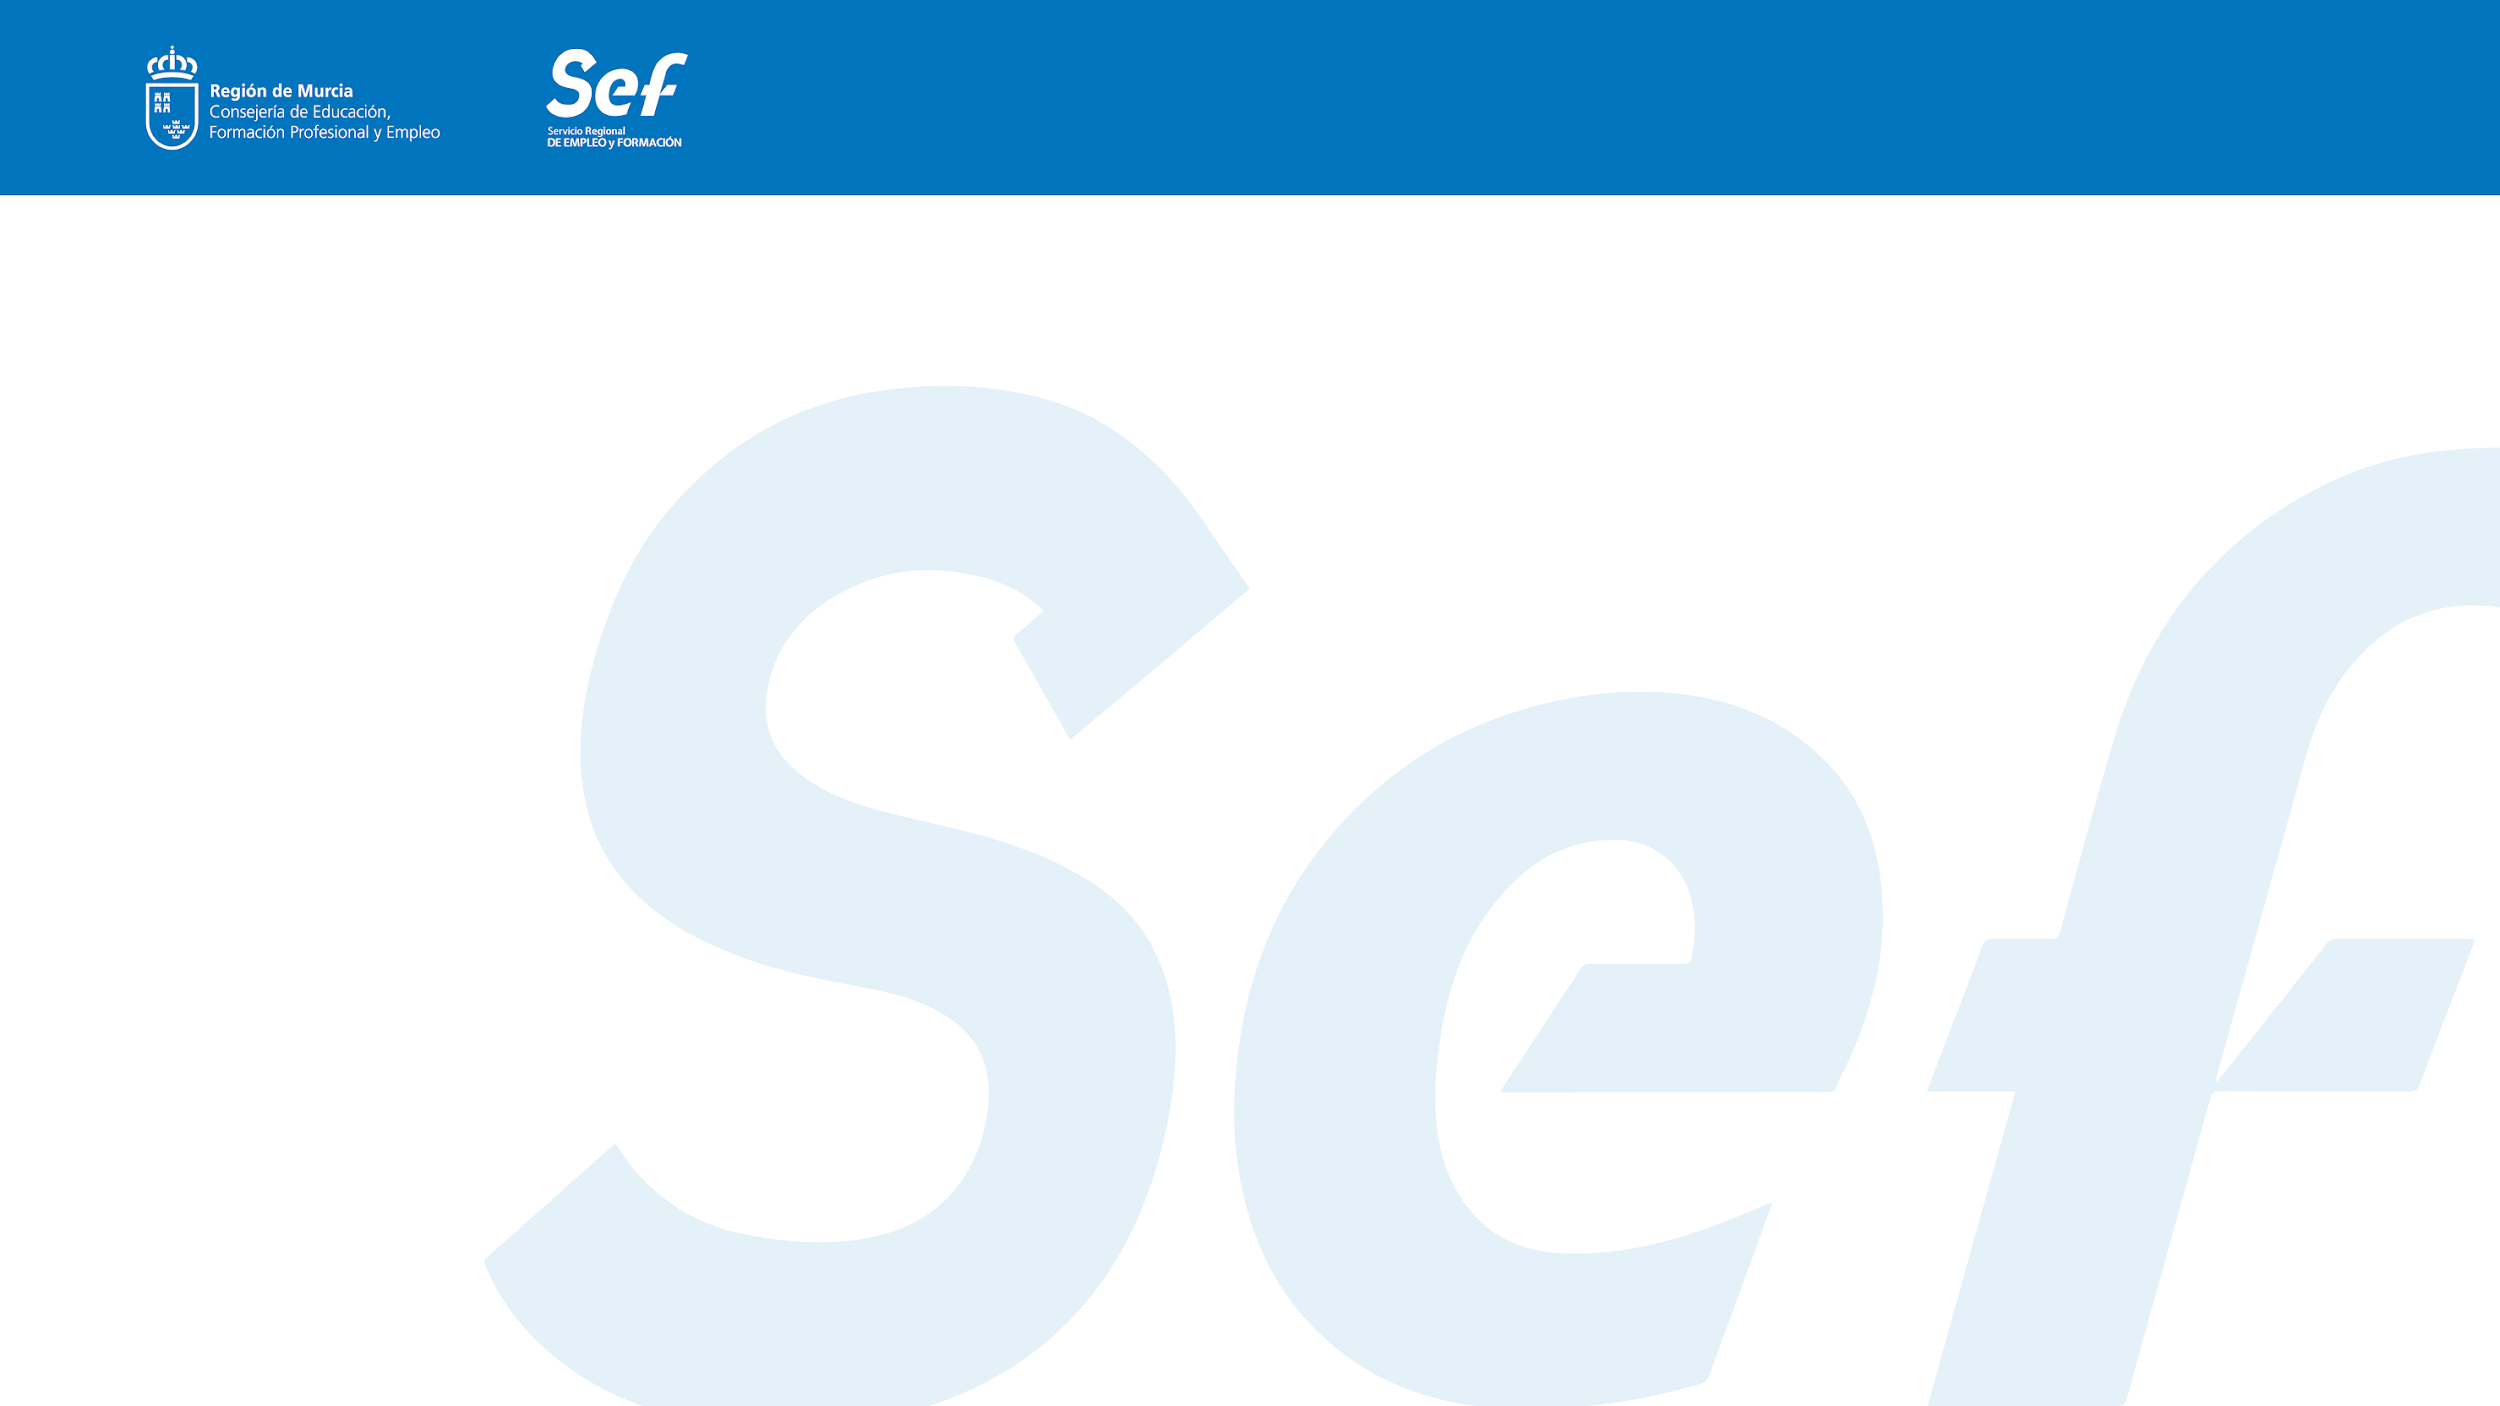 Región de Murcia
Consejería de Educación,
Formación Profesional y Empleo
Sef
Servicio Regional
DE EMPLEO y FORMACIÓN
Sef